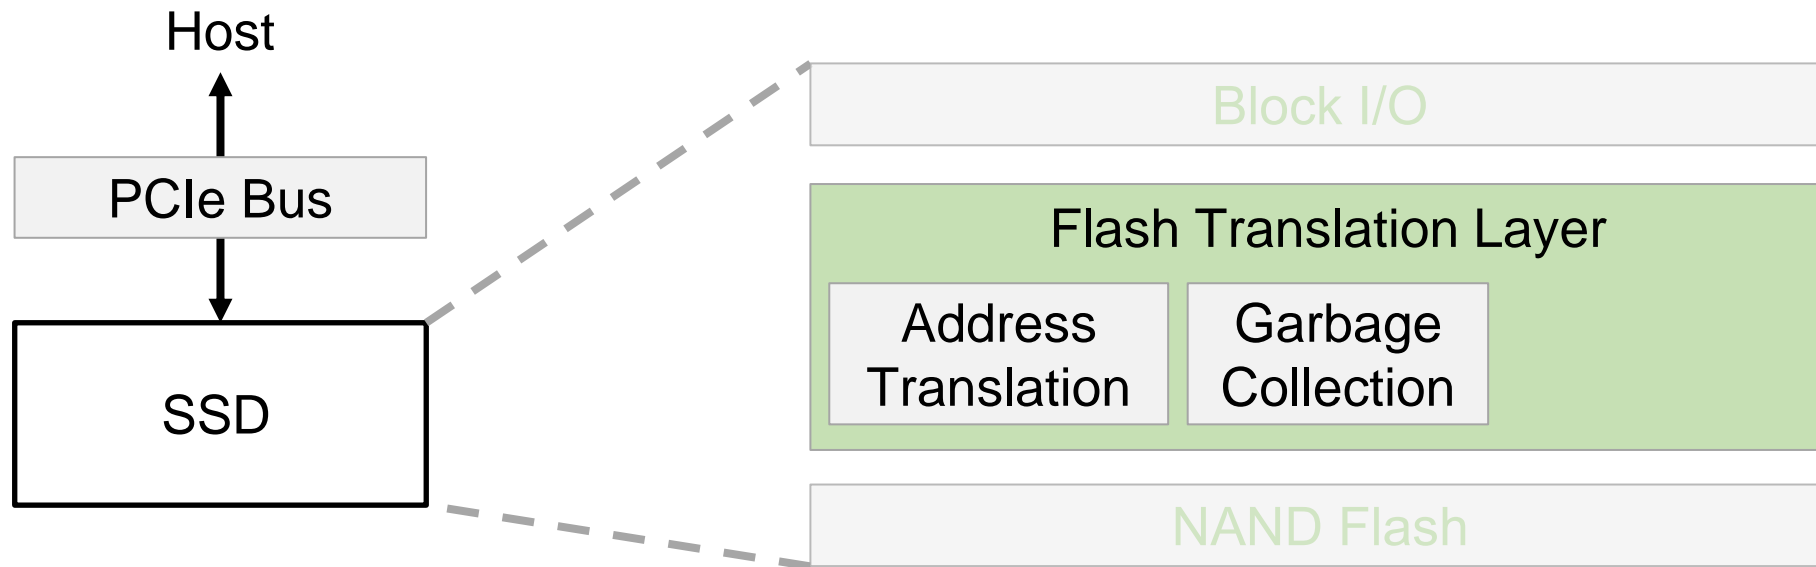 Host
PCIe Bus
SSD
Block I/O
Flash Translation Layer
Address
Translation
Garbage
Collection
NAND Flash